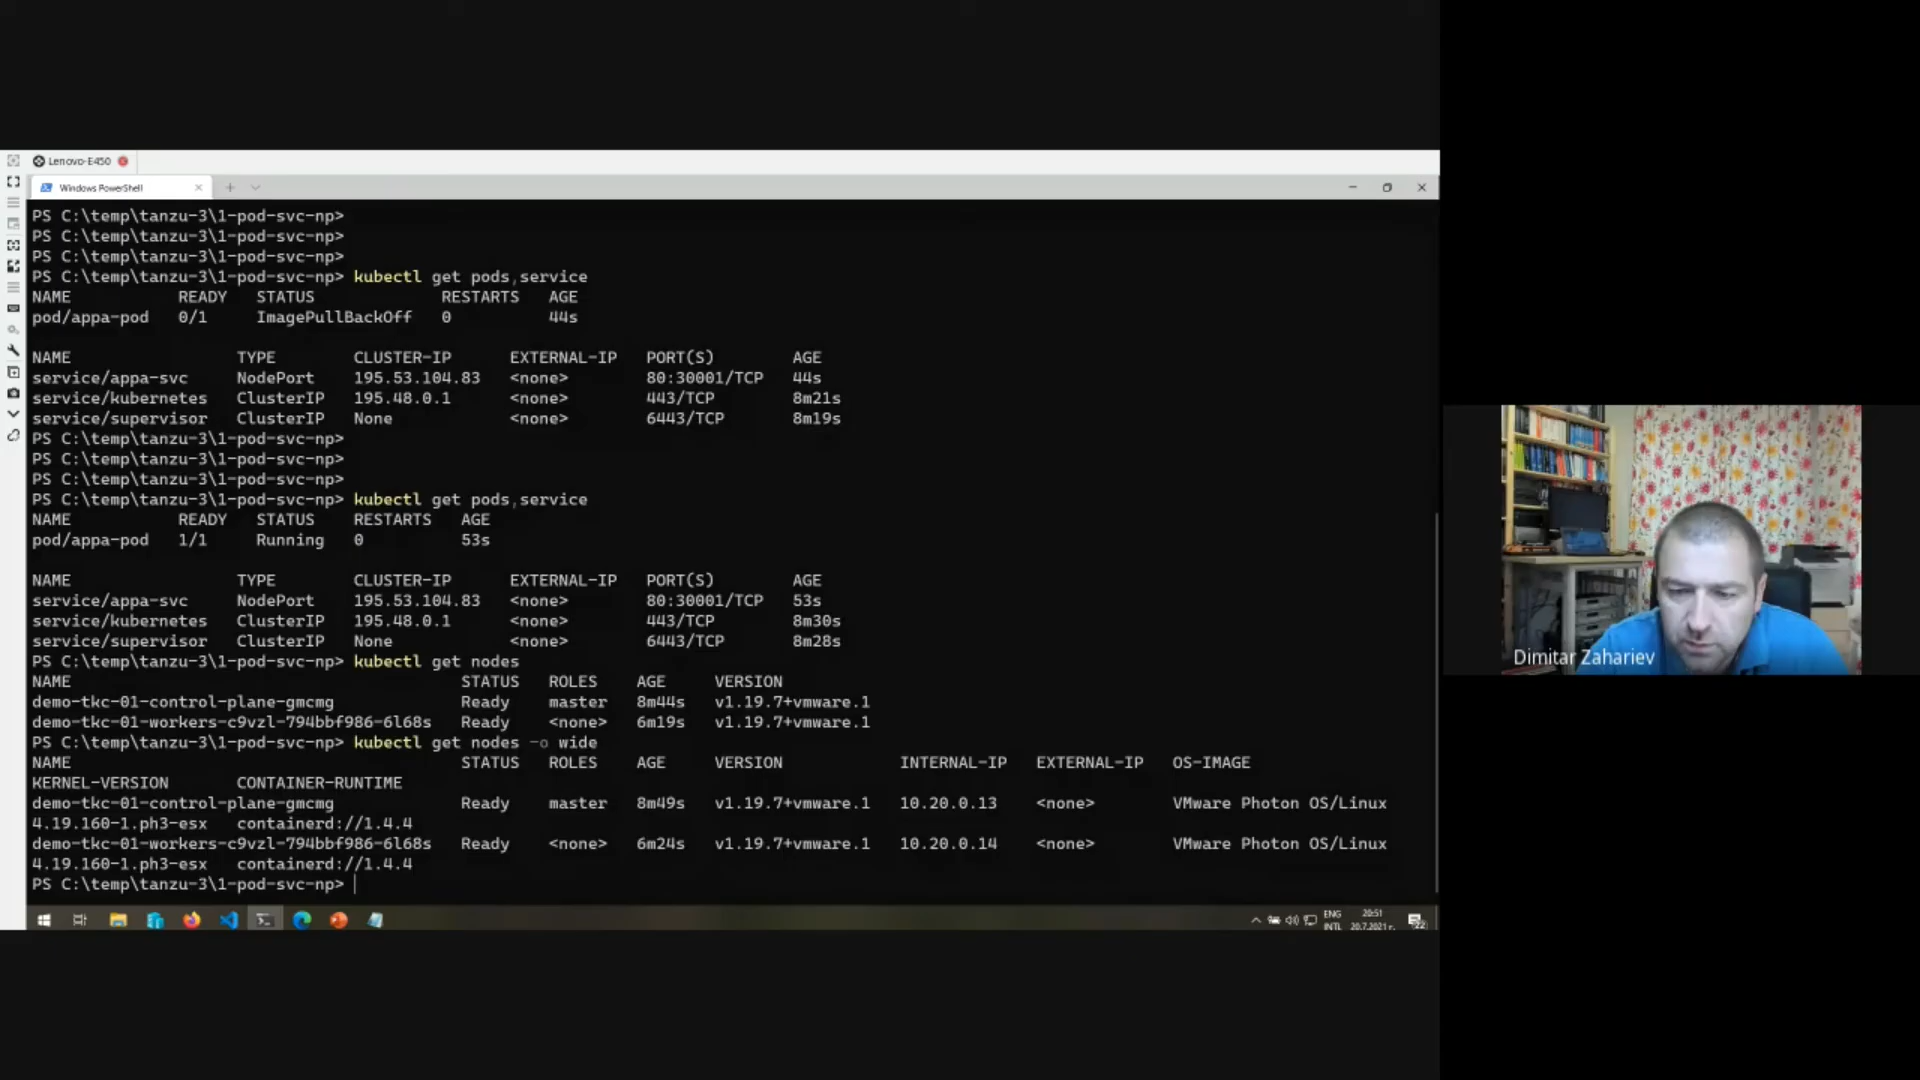 Lenovo-E450
Windows PowerShell
PS C:\temp\tanzu-3\1-pod-svc-np>
PS C:\temp\tanzu-3\1-pod-svc-np>
PS C:\temp\tanzu-3\1-pod-svc-np>
PS C:\temp\tanzu-3\1-pod-svc-np> kubectl get pods,service
NAME READY STATUS RESTARTS AGE
pod/appa-pod 0/1 ImagePullBackOff 0 44s
NAME TYPE CLUSTER-IP EXTERNAL-IP PORT(S) AGE
service/appa-svc NodePort 195.53.104.83 <none> 80:30001/TCP 44s
service/kubernetes ClusterIP 195.48.0.1 <none> 443/TCP 8m21s
service/supervisor ClusterIP None <none> 6443/TCP 8m19s
PS C:\temp\tanzu-3\1-pod-svc-np>
PS C:\temp\tanzu-3\1-pod-svc-np>
PS C:\temp\tanzu-3\1-pod-svc-np>
PS C:\temp\tanzu-3\1-pod-svc-np> kubectl get pods,service
NAME READY STATUS RESTARTS AGE
pod/appa-pod 1/1 Running 0 53s
NAME TYPE CLUSTER-IP EXTERNAL-IP PORT(S) AGE
service/appa-svc NodePort 195.53.104.83 <none> 80:30001/TCP 53s
service/kubernetes ClusterIP 195.48.0.1 <none> 443/TCP 8m30s
service/supervisor ClusterIP None <none> 6443/TCP 8m28s
PS C:\temp\tanzu-3\1-pod-svc-np> kubectl get nodes
NAME STATUS ROLES AGE VERSION
demo-tkc-01-control-plane-gmcmg Ready master 8m44s v1.19.7+vmware.1
demo-tkc-01-workers-c9vzl-794bbf986-6l68s Ready <none> 6m19s v1.19.7+vmware.1
PS C:\temp\tanzu-3\1-pod-svc-np> kubectl get nodes -o wide
NAME STATUS ROLES AGE VERSION INTERNAL-IP EXTERNAL-IP OS-IMAGE
KERNEL-VERSION CONTAINER-RUNTIME
demo-tkc-01-control-plane-gmcmg Ready master 8m49s v1.19.7+vmware.1 10.20.0.13 <none> VMware Photon OS/Linux
4.19.160-1.ph3-esx containerd://1.4.4
demo-tkc-01-workers-c9vzl-794bbf986-6l68s Ready <none> 6m24s v1.19.7+vmware.1 10.20.0.14 <none> VMware Photon OS/Linux
4.19.160-1.ph3-esx containerd://1.4.4
PS C:\temp\tanzu-3\1-pod-svc-np>
ENG 20:51
INTL 20.7.2021 г. 22
Dimitar Zahariev